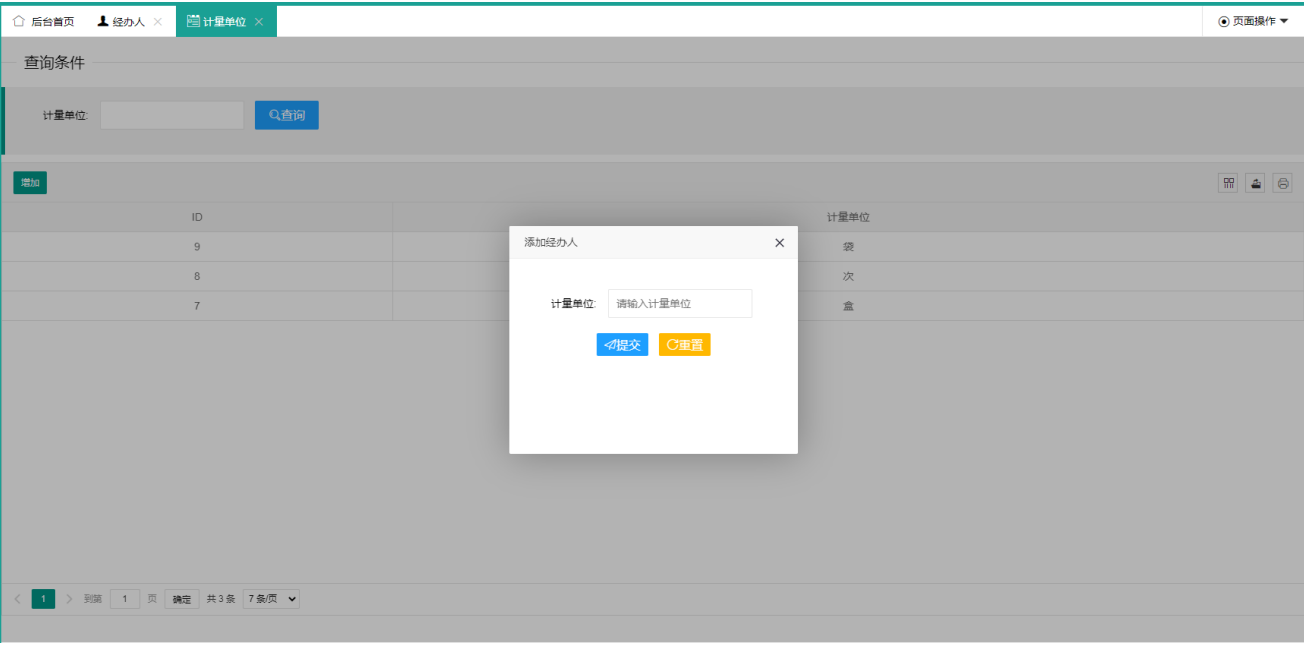 后台首页 经办人 计量单位 页面操作
查询条件
计量单位: 查询
增加
ID 计量单位
9 袋
8 次
7 盒
添加经办人
计量单位: 请输入计量单位
提交 重置
1 到第 1 页 确定 共 3 条 7 条/页